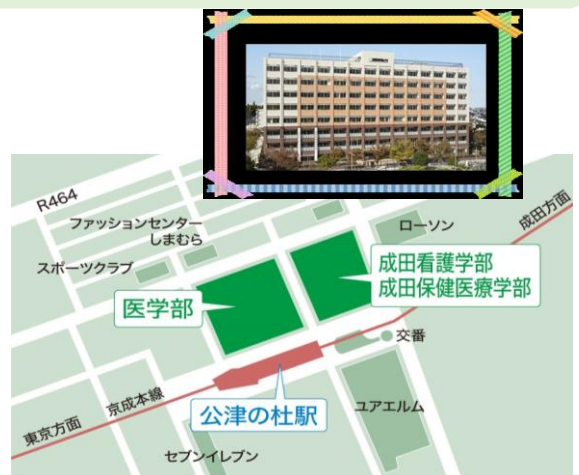 R464
ファッションセンター
しまむら
スポーツクラブ
ローソン
成田方面
成田看護学部
成田保健医療学部
医学部
交番
京成本線
東京方面
公津の杜駅
ユアエルム
セブンイレブン